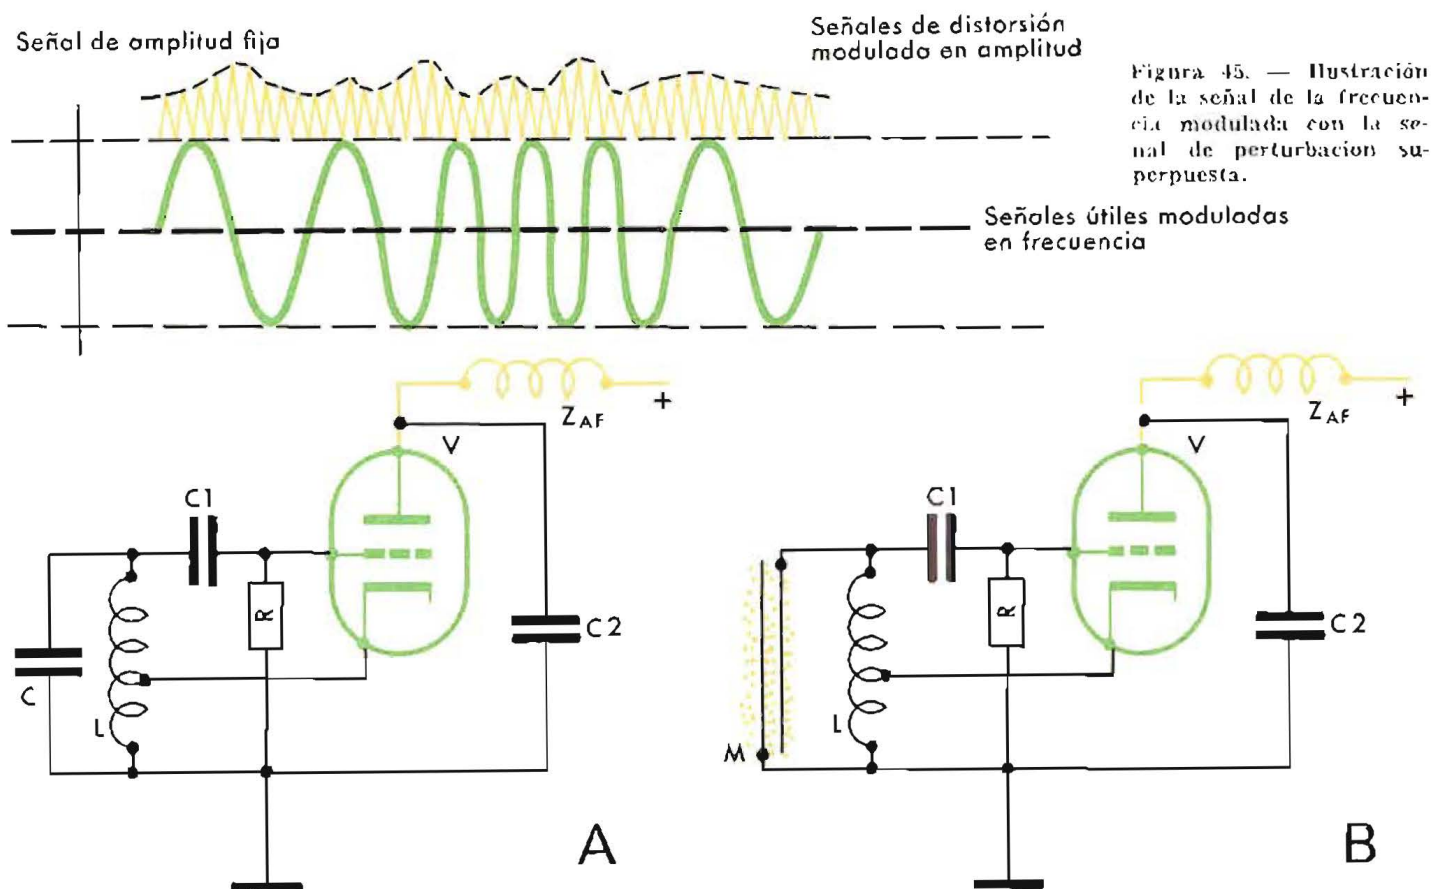 Señal de amplitud fija
Señales de distorsión
modulada en amplitud
Figura 45. — Ilustración
de la señal de la frecuen-
cia modulada con la se-
nal de perturbacion su-
perpuesta.
Señales útiles moduladas
en frecuencia
Z AF
+
V
C1
R
C2
C
L
A
Z AF
+
V
C1
R
C2
M
L
B